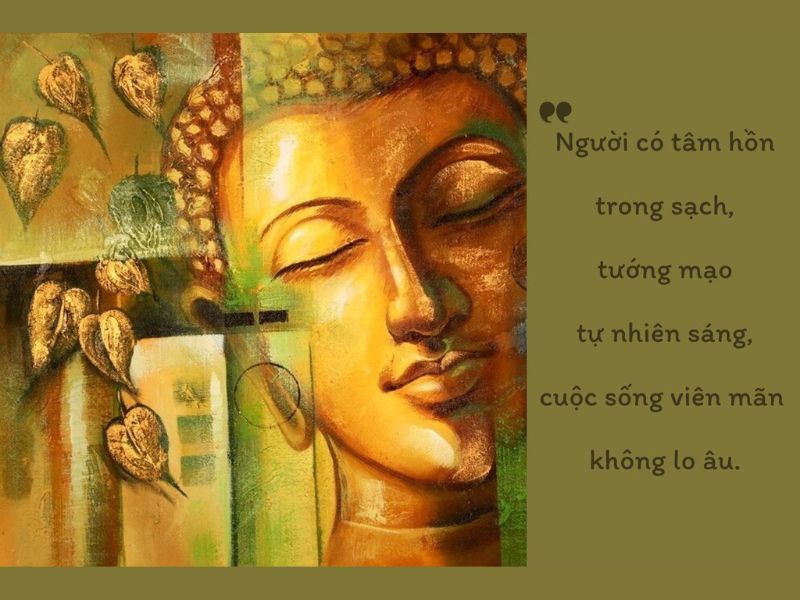 ❞
Người có tâm hồn
trong sạch,
tướng mạo
tự nhiên sáng,
cuộc sống viên mãn
không lo âu.